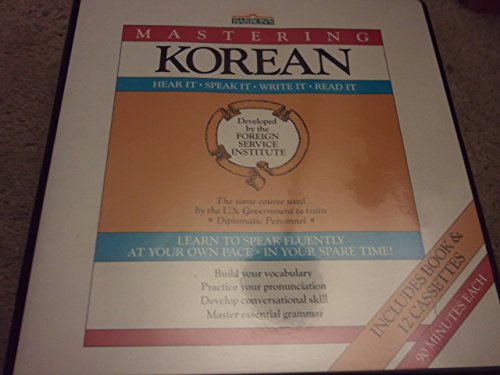 BARRON'S
MASTERING
KOREAN
HEAR IT • SPEAK IT • WRITE IT • READ IT
Developed
by the
FOREIGN
SERVICE
INSTITUTE
The same course used
by the U.S. Government to train
Diplomatic Personnel
LEARN TO SPEAK FLUENTLY
AT YOUR OWN PACE • IN YOUR SPARE TIME!
Build your vocabulary
Practice your pronunciation
Develop conversational skill
Master essential grammar
INCLUDES BOOK &
12 CASSETTES
90 MINUTES EACH